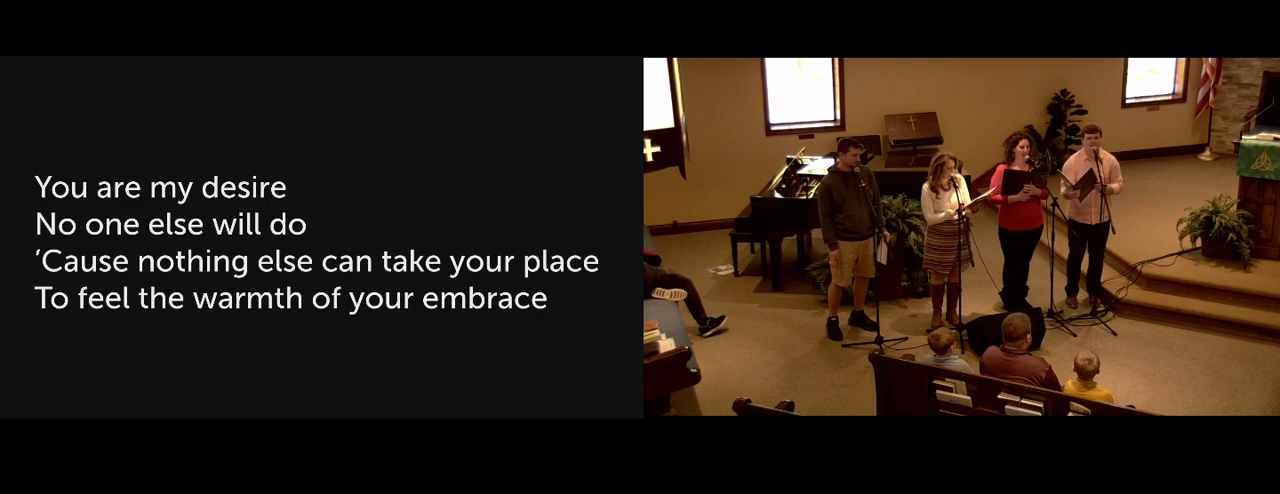 You are my desire
No one else will do
’Cause nothing else can take your place
To feel the warmth of your embrace